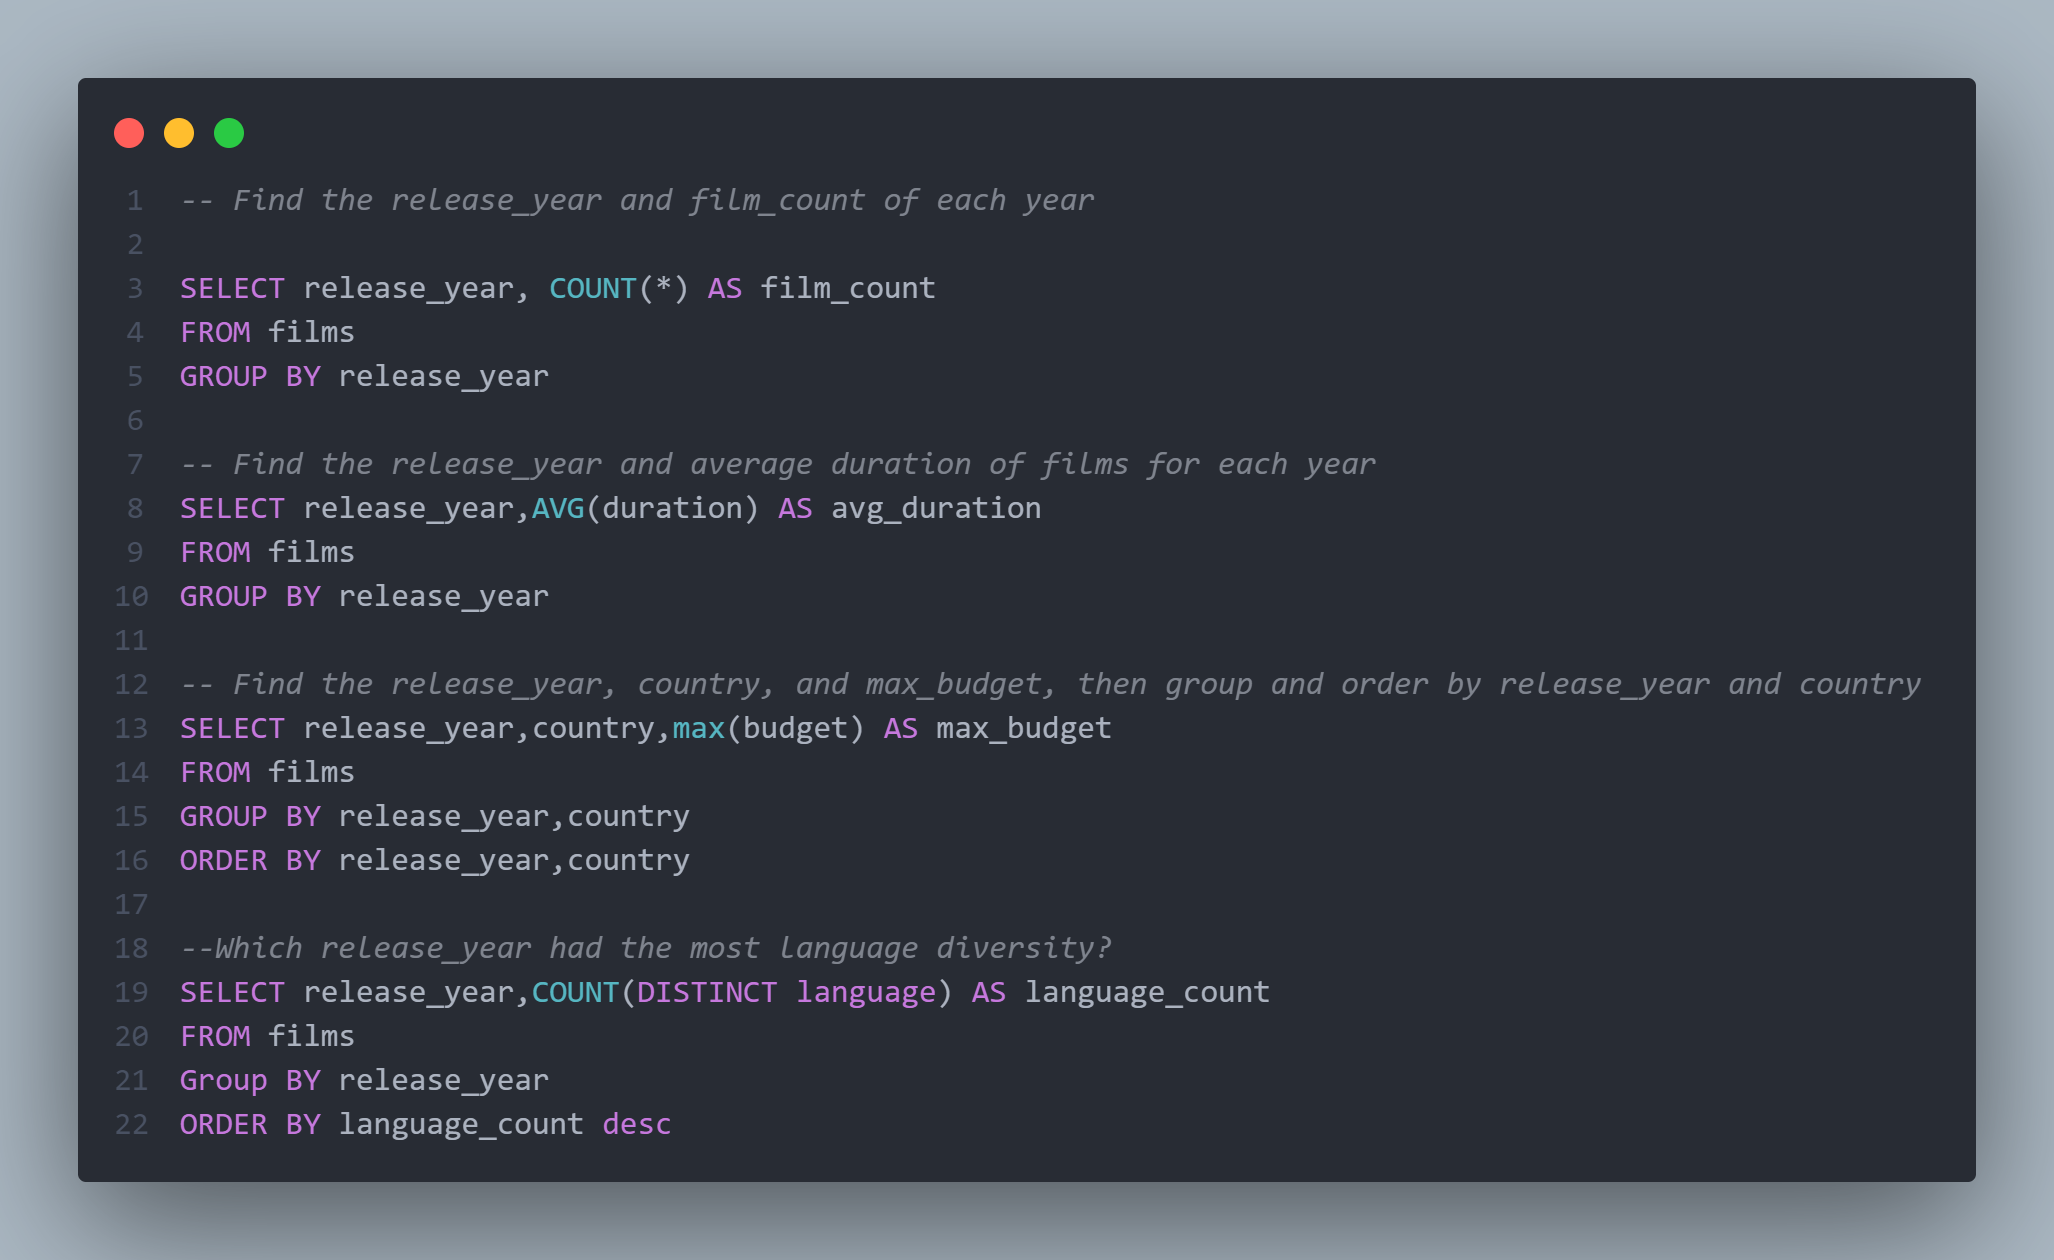 1 -- Find the release_year and film_count of each year
2
3 SELECT release_year, COUNT(*) AS film_count
4 FROM films
5 GROUP BY release_year
6
7 -- Find the release_year and average duration of films for each year
8 SELECT release_year,AVG(duration) AS avg_duration
9 FROM films
10 GROUP BY release_year
11
12 -- Find the release_year, country, and max_budget, then group and order by release_year and country
13 SELECT release_year,country,max(budget) AS max_budget
14 FROM films
15 GROUP BY release_year,country
16 ORDER BY release_year,country
17
18 --Which release_year had the most language diversity?
19 SELECT release_year,COUNT(DISTINCT language) AS language_count
20 FROM films
21 Group BY release_year
22 ORDER BY language_count desc